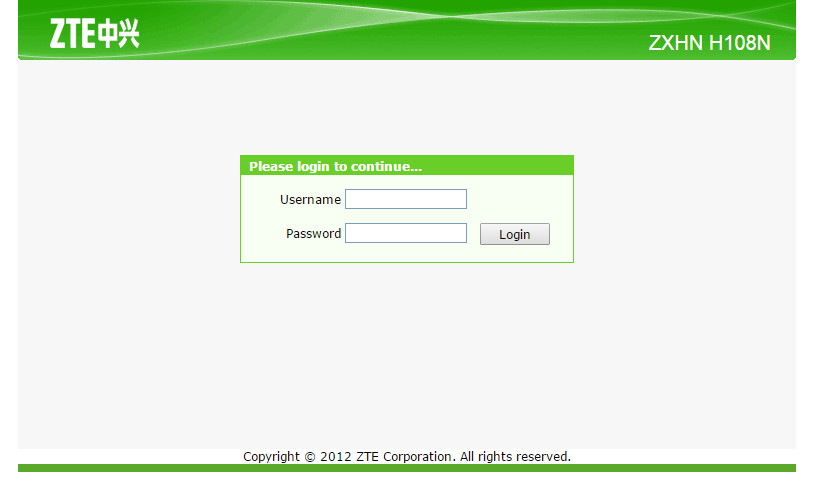 ZTE中兴
ZXHN H108N
Please login to continue...
Username
Password
Login
Copyright © 2012 ZTE Corporation. All rights reserved.